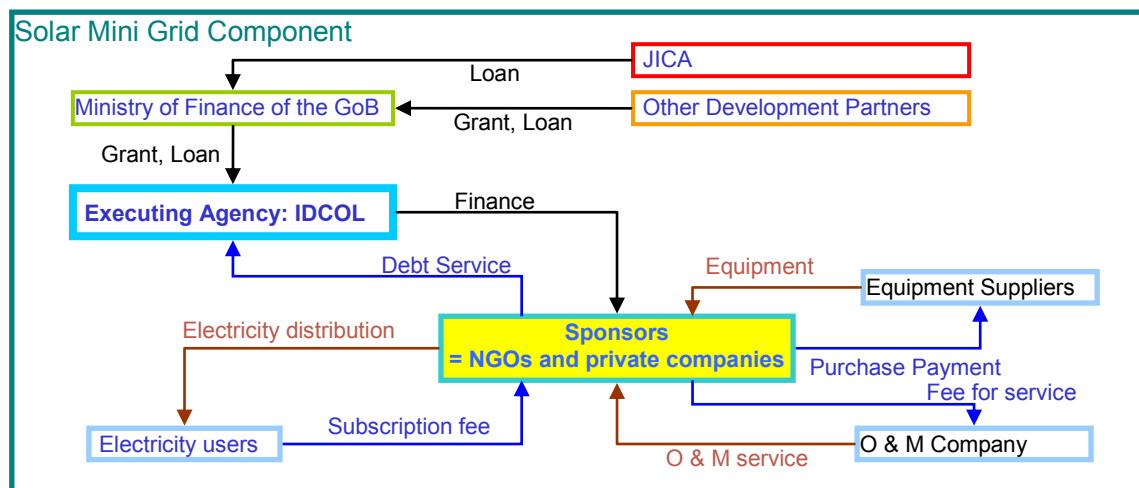 Solar Mini Grid Component
JICA
Loan
Ministry of Finance of the GoB
Other Development Partners
Grant, Loan
Grant, Loan
Executing Agency: IDCOL
Finance
Debt Service
Equipment
Equipment Suppliers
Electricity distribution
Sponsors
= NGOs and private companies
Purchase Payment
Fee for service
Subscription fee
Electricity users
O & M Company
O & M service